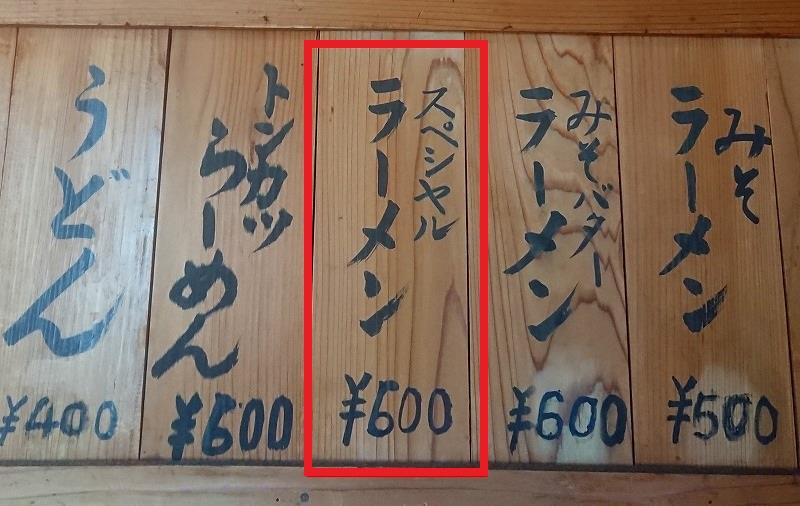 みそ
ラーメン
¥500
みそバター
ラーメン
¥600
スペシャル
ラーメン
¥600
トンカツ
らーめん
¥600
うどん
¥400